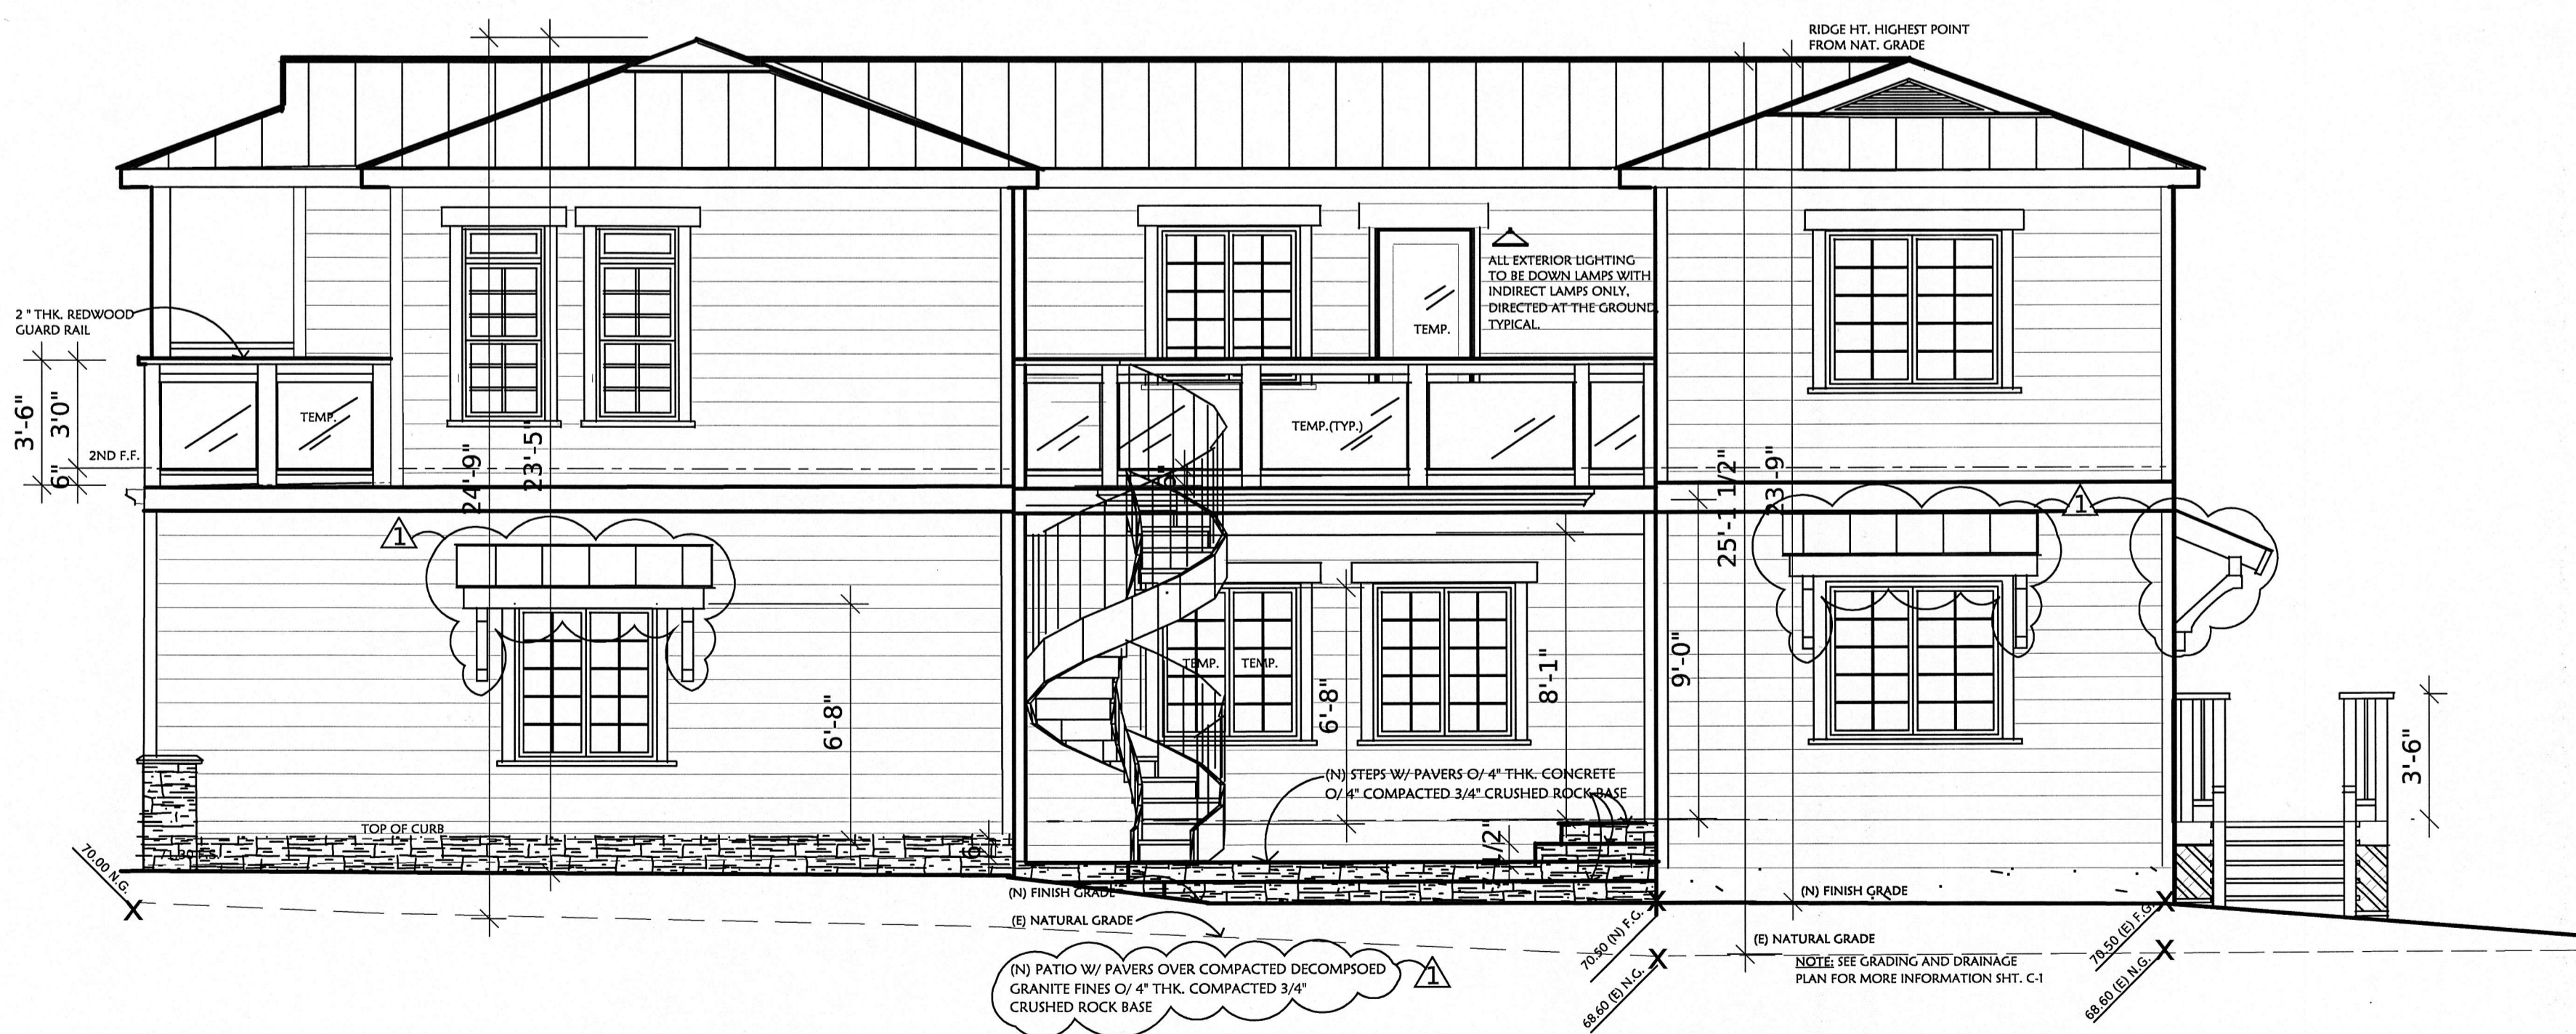 RIDGE HT. HIGHEST POINT
FROM NAT. GRADE
ALL EXTERIOR LIGHTING
TO BE DOWN LAMPS WITH
INDIRECT LAMPS ONLY,
DIRECTED AT THE GROUND,
TYPICAL.
TEMP.
2 " THK. REDWOOD
GUARD RAIL
3'-6"
3'0"
6"
TEMP.
2ND F.F.
24'-9"
23'-5"
TEMP.(TYP.)
25'-1 1/2"
23-9"
1
1
TEMP.
TEMP.
6'-8"
6'-8"
8'-1"
9'-0"
3'-6"
(N) STEPS W/ PAVERS O/ 4" THK. CONCRETE
O/ 4" COMPACTED 3/4" CRUSHED ROCK BASE
TOP OF CURB
70.00 N.G.
(N) FINISH GRADE
(E) NATURAL GRADE
(N) FINISH GRADE
70.50 (N) F.G.
68.60 (E) N.G.
(E) NATURAL GRADE
NOTE: SEE GRADING AND DRAINAGE
PLAN FOR MORE INFORMATION SHT. C-1
70.50 (E) F.G.
68.60 (E) N.G.
(N) PATIO W/ PAVERS OVER COMPACTED DECOMPSOED
GRANITE FINES O/ 4" THK. COMPACTED 3/4"
CRUSHED ROCK BASE
1